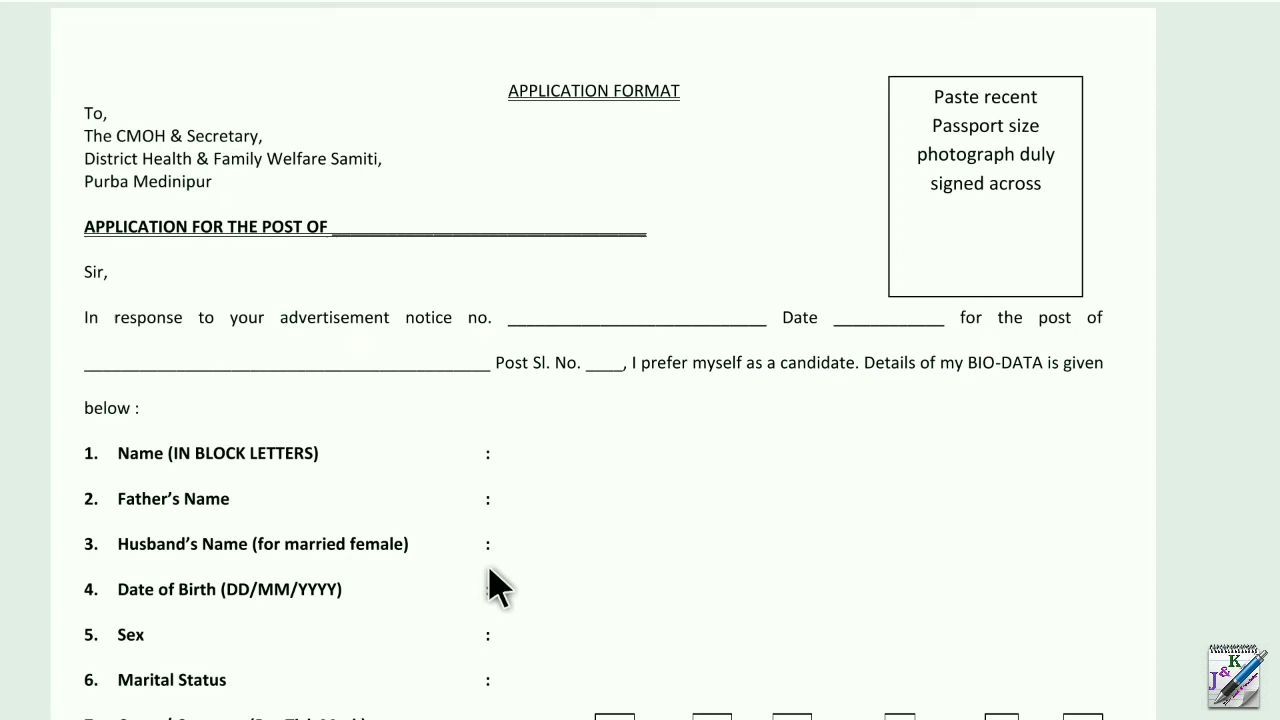 APPLICATION FORMAT
Paste recent
Passport size
photograph duly
signed across
To,
The CMOH & Secretary,
District Health & Family Welfare Samiti,
Purba Medinipur
APPLICATION FOR THE POST OF ___________________________________
Sir,
In response to your advertisement notice no. ____________________________ Date ____________ for the post of
____________________________________________ Post Sl. No. ____, I prefer myself as a candidate. Details of my BIO-DATA is given
below :
1. Name (IN BLOCK LETTERS) :
2. Father’s Name :
3. Husband’s Name (for married female) :
4. Date of Birth (DD/MM/YYYY) :
5. Sex :
6. Marital Status :
J&K